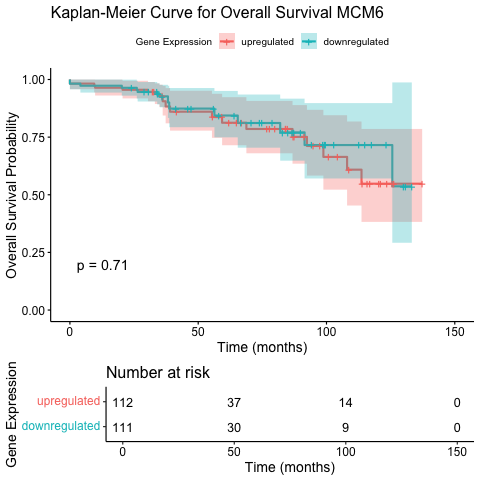 Kaplan-Meier Curve for Overall Survival MCM6
Gene Expression upregulated downregulated
Overall Survival Probability
1.00
0.75
0.50
0.25
0.00
p = 0.71
0 50 100 150
Time (months)
Number at risk
Gene Expression
upregulated 112 37 14 0
downregulated 111 30 9 0
0 50 100 150
Time (months)